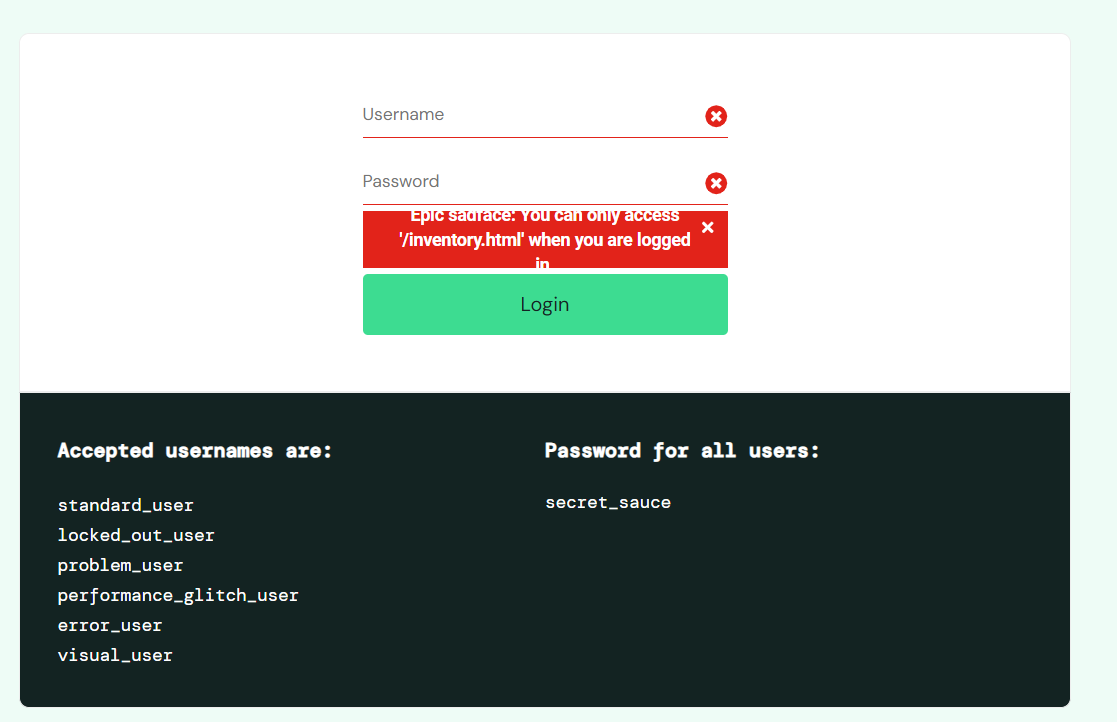 Username
Password
Epic sadface: You can only access
'/inventory.html' when you are logged
in
Login
Accepted usernames are:
standard_user
locked_out_user
problem_user
performance_glitch_user
error_user
visual_user
Password for all users:
secret_sauce